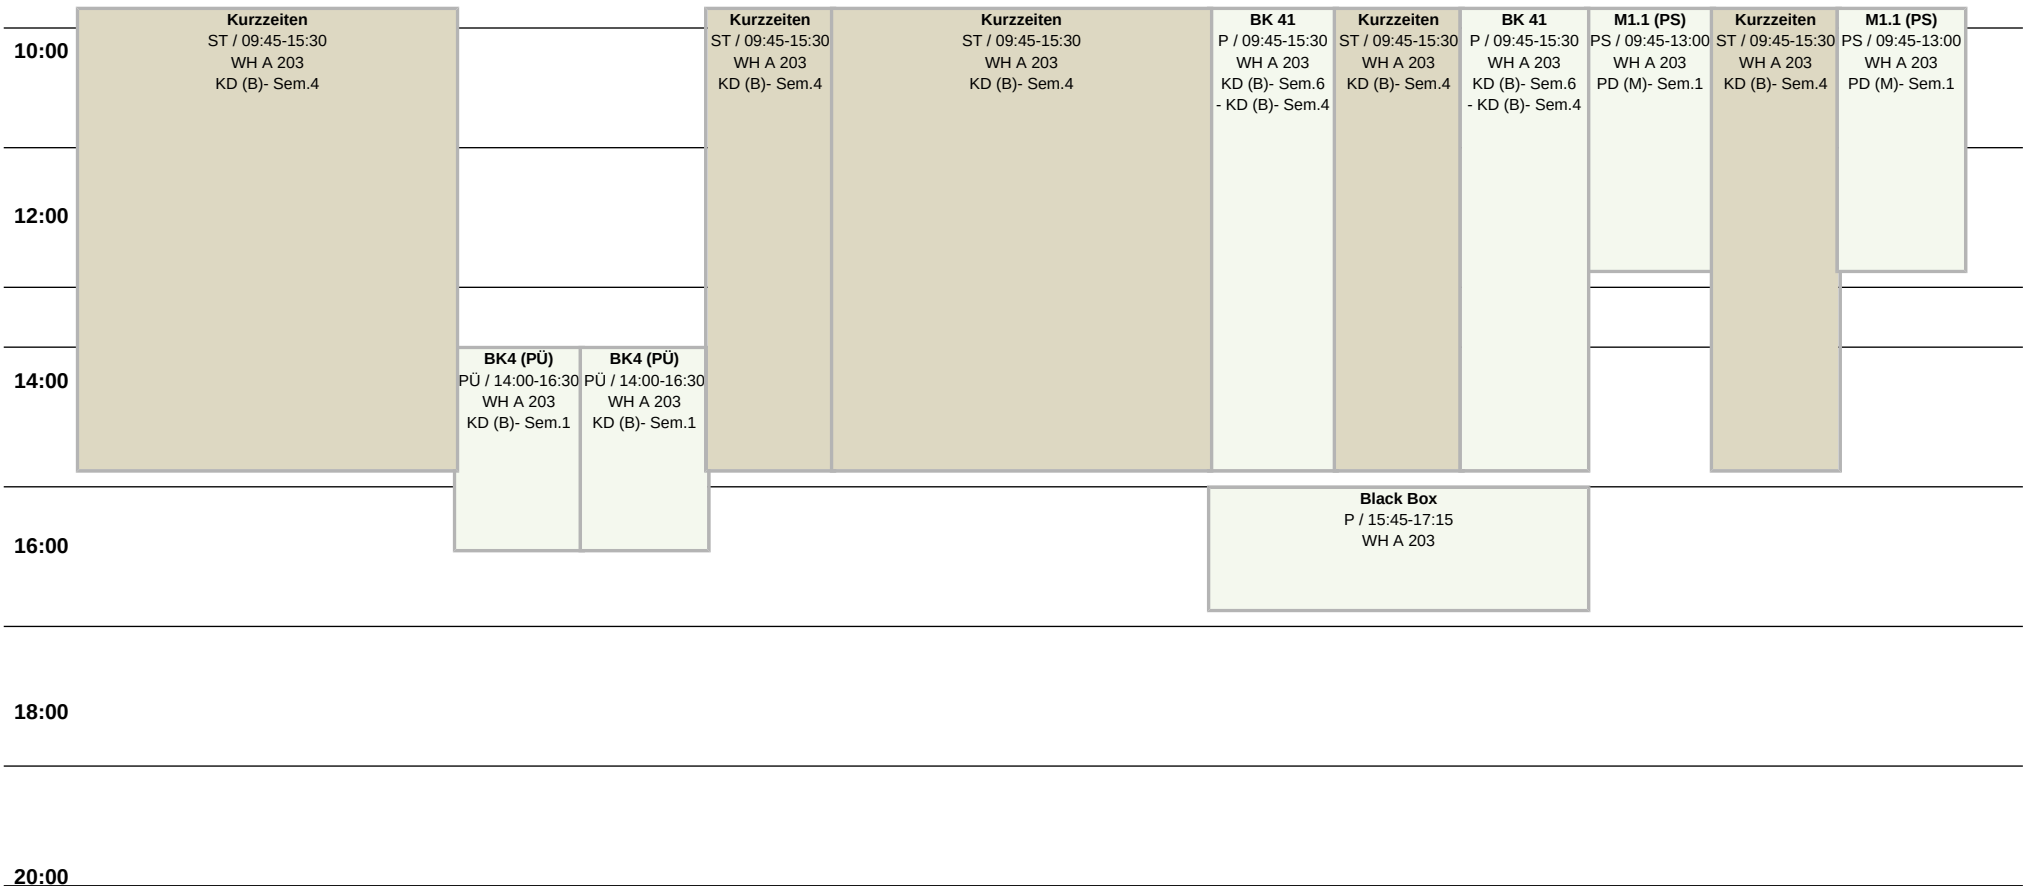 10:00
12:00
14:00
16:00
18:00
20:00
Kurzzeiten
ST / 09:45-15:30
WH A 203
KD (B)- Sem.4
BK4 (PÜ)
PÜ / 14:00-16:30
WH A 203
KD (B)- Sem.1
BK4 (PÜ)
PÜ / 14:00-16:30
WH A 203
KD (B)- Sem.1
Kurzzeiten
ST / 09:45-15:30
WH A 203
KD (B)- Sem.4
Kurzzeiten
ST / 09:45-15:30
WH A 203
KD (B)- Sem.4
BK 41
P / 09:45-15:30
WH A 203
KD (B)- Sem.6
- KD (B)- Sem.4
Kurzzeiten
ST / 09:45-15:30
WH A 203
KD (B)- Sem.4
BK 41
P / 09:45-15:30
WH A 203
KD (B)- Sem.6
- KD (B)- Sem.4
Black Box
P / 15:45-17:15
WH A 203
M1.1 (PS)
PS / 09:45-13:00
WH A 203
PD (M)- Sem.1
Kurzzeiten
ST / 09:45-15:30
WH A 203
KD (B)- Sem.4
M1.1 (PS)
PS / 09:45-13:00
WH A 203
PD (M)- Sem.1